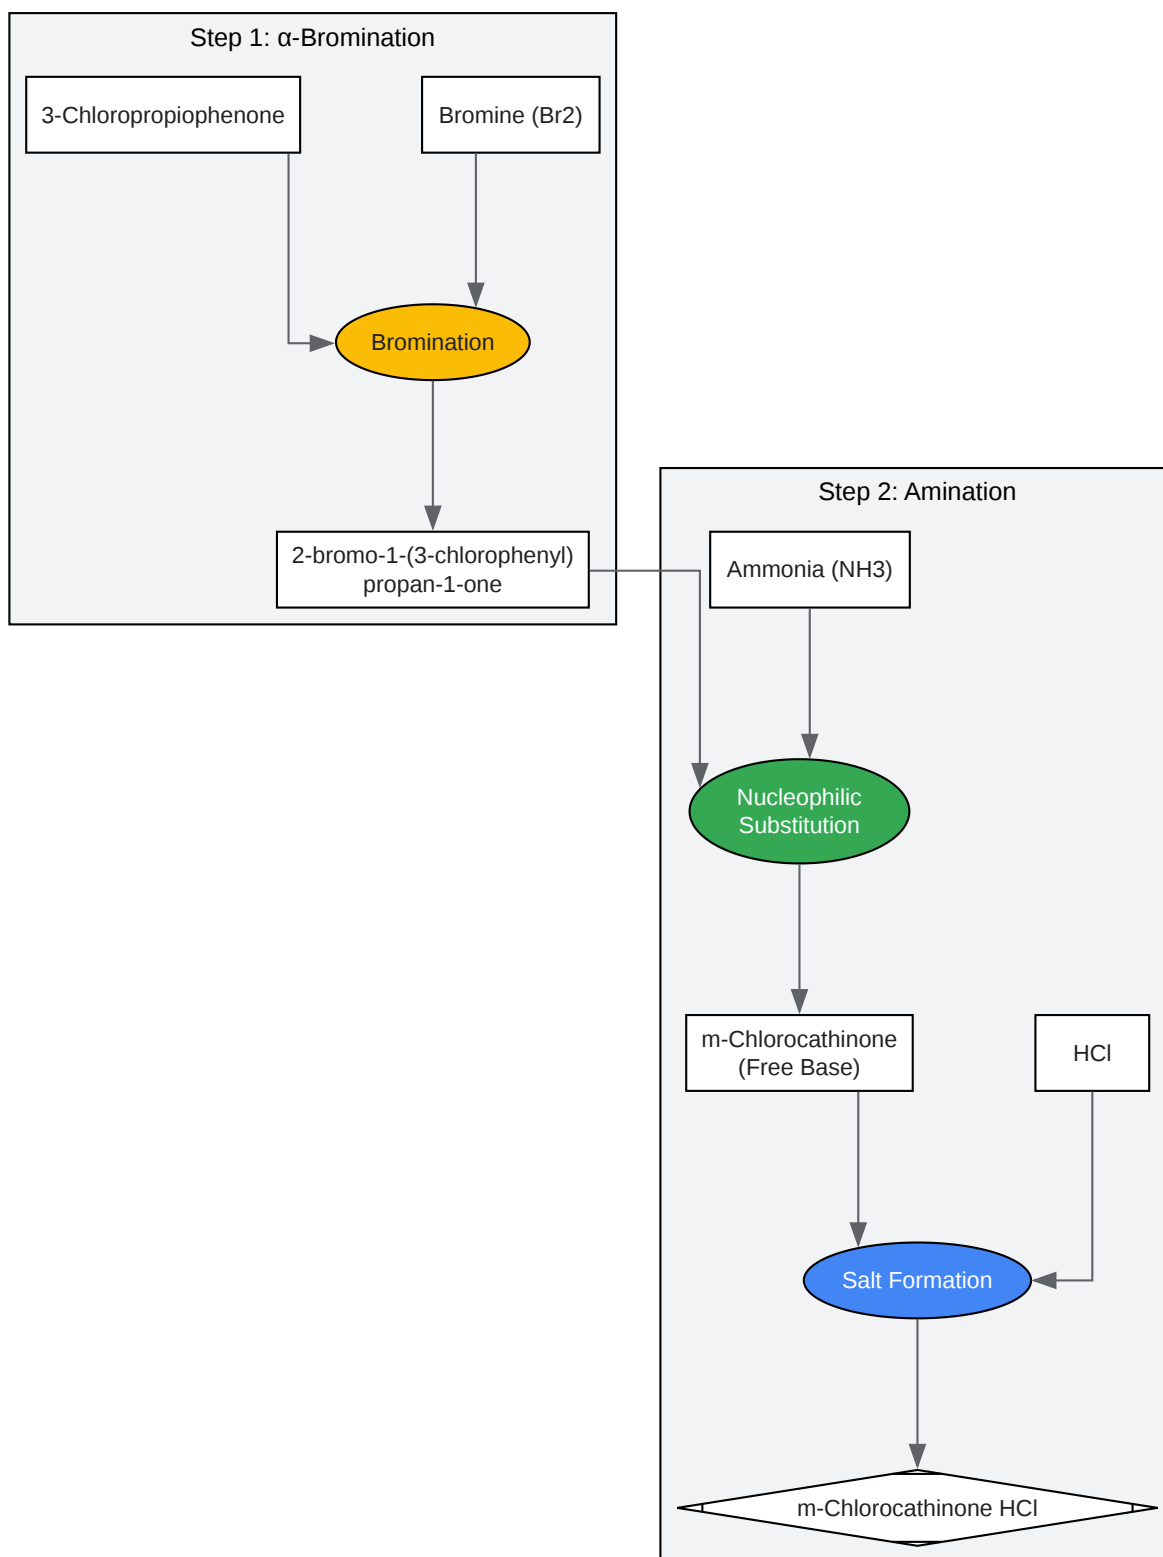 Step 1: α-Bromination
3-Chloropropiophenone
Bromine (Br2)
Bromination
2-bromo-1-(3-chlorophenyl)
propan-1-one
Step 2: Amination
Ammonia (NH3)
Nucleophilic
Substitution
m-Chlorocathinone
(Free Base)
HCl
Salt Formation
m-Chlorocathinone HCl